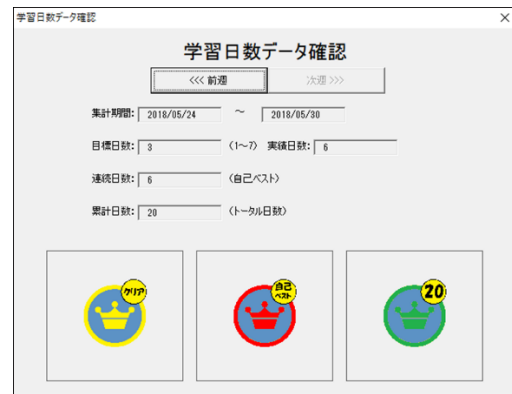 学習日数データ確認
学習日数データ確認
<<< 前週 次週 >>>
集計期間: 2018/05/24 ～ 2018/05/30
目標日数: 3 (1～7) 実績日数: 6
連続日数: 6 (自己ベスト)
累計日数: 20 (トータル日数)
クリア 自己 20
ベスト